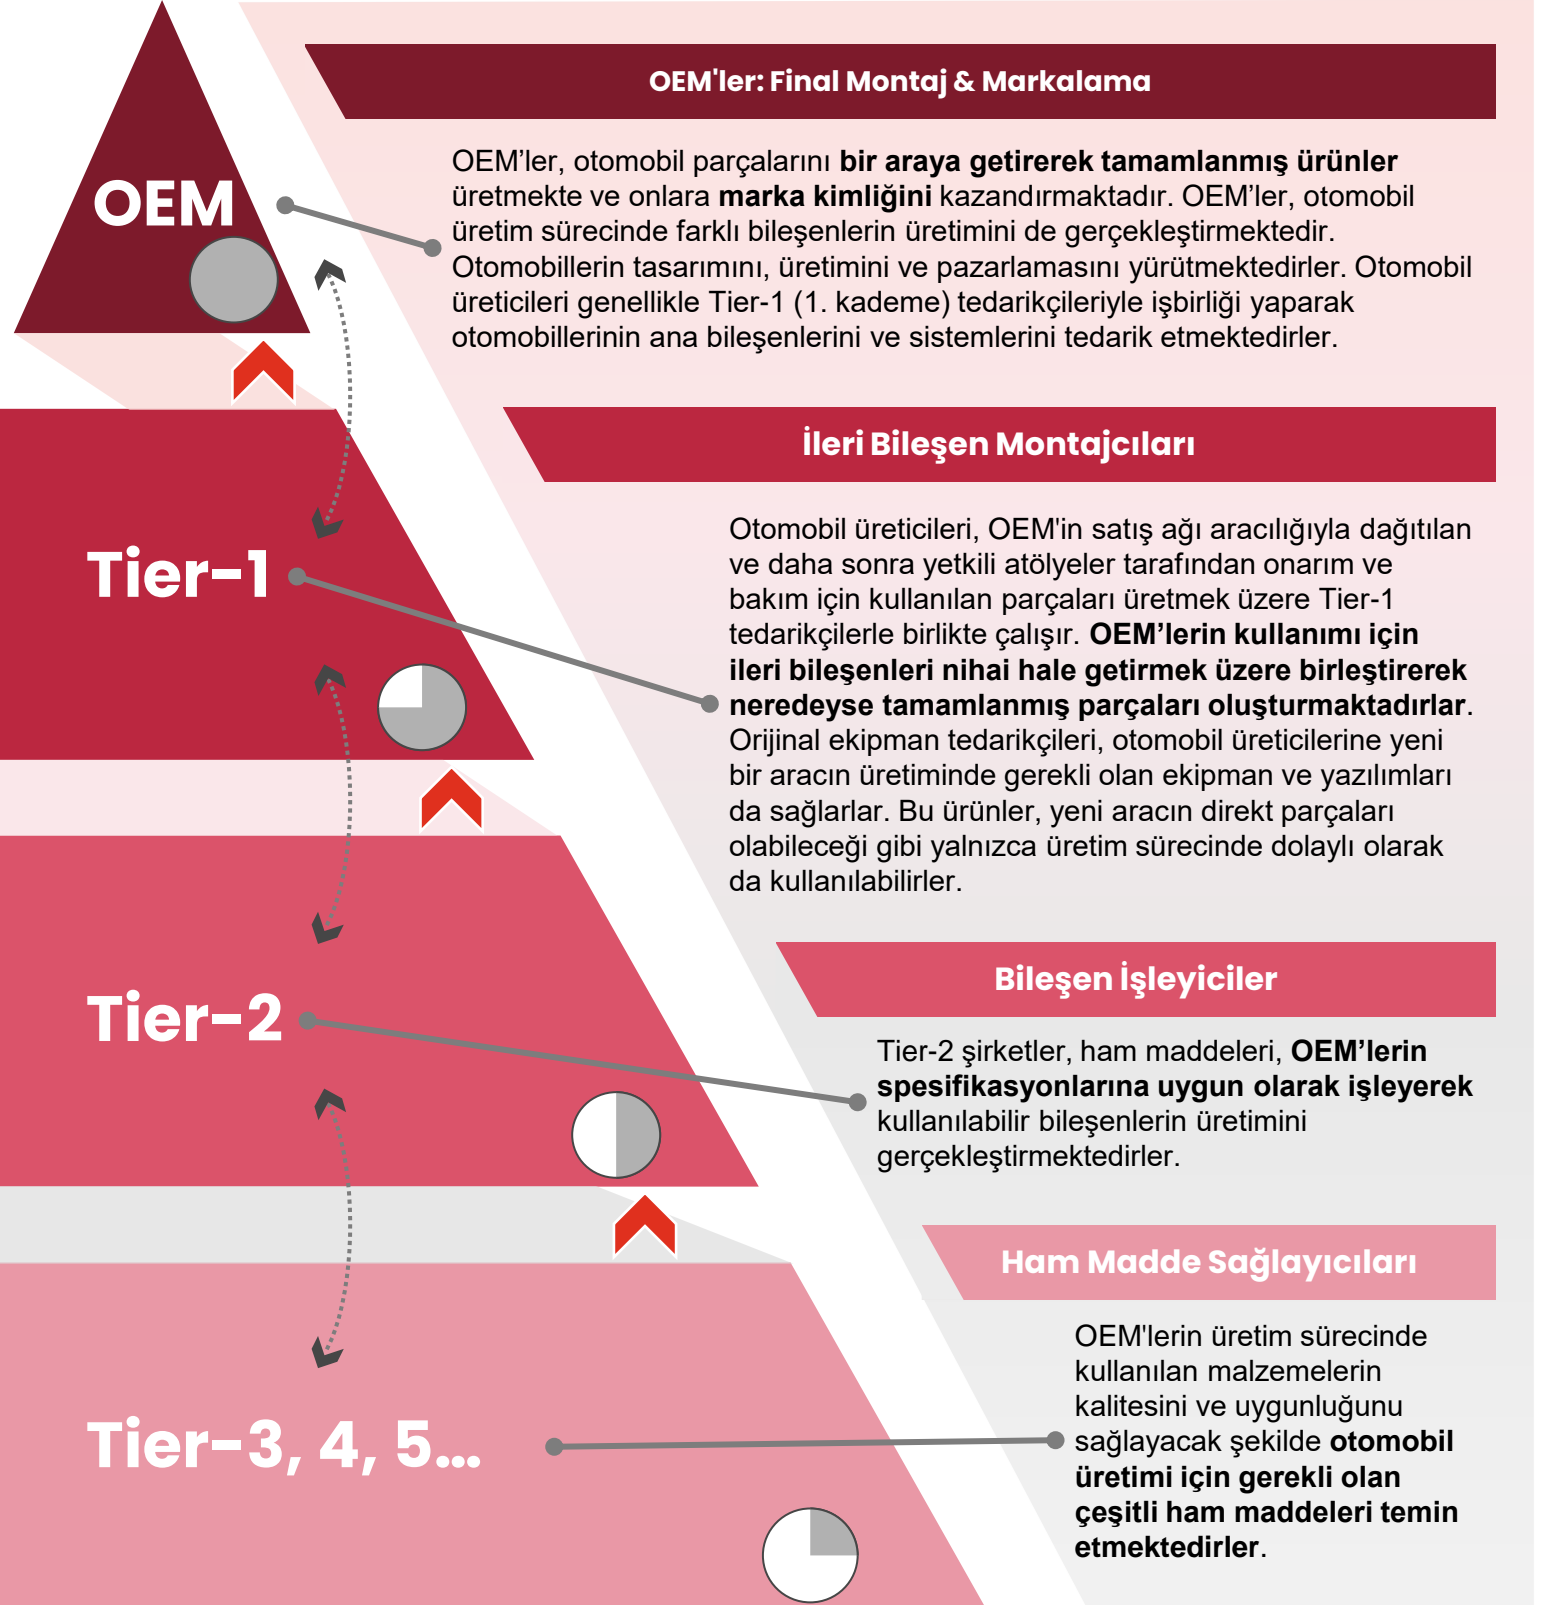 OEM'ler: Final Montaj & Markalama
OEM
OEM’ler, otomobil parçalarını bir araya getirerek tamamlanmış ürünler
üretmekte ve onlara marka kimliğini kazandırmaktadır. OEM’ler, otomobil
üretim sürecinde farklı bileşenlerin üretimini de gerçekleştirmektedir.
Otomobillerin tasarımını, üretimini ve pazarlamasını yürütmektedirler. Otomobil
üreticileri genellikle Tier-1 (1. kademe) tedarikçileriyle işbirliği yaparak
otomobillerinin ana bileşenlerini ve sistemlerini tedarik etmektedirler.
İleri Bileşen Montajcıları
Tier-1
Otomobil üreticileri, OEM'in satış ağı aracılığıyla dağıtılan
ve daha sonra yetkili atölyeler tarafından onarım ve
bakım için kullanılan parçaları üretmek üzere Tier-1
tedarikçilerle birlikte çalışır. OEM’lerin kullanımı için
ileri bileşenleri nihai hale getirmek üzere birleştirerek
neredeyse tamamlanmış parçaları oluşturmaktadırlar.
Orijinal ekipman tedarikçileri, otomobil üreticilerine yeni
bir aracın üretiminde gerekli olan ekipman ve yazılımları
da sağlarlar. Bu ürünler, yeni aracın direkt parçaları
olabileceği gibi yalnızca üretim sürecinde dolaylı olarak
da kullanılabilirler.
Bileşen İşleyiciler
Tier-2
Tier-2 şirketler, ham maddeleri, OEM’lerin
spesifikasyonlarına uygun olarak işleyerek
kullanılabilir bileşenlerin üretimini
gerçekleştirmektedirler.
Ham Madde Sağlayıcıları
Tier-3, 4, 5...
OEM'lerin üretim sürecinde
kullanılan malzemelerin
kalitesini ve uygunluğunu
sağlayacak şekilde otomobil
üretimi için gerekli olan
çeşitli ham maddeleri temin
etmektedirler.